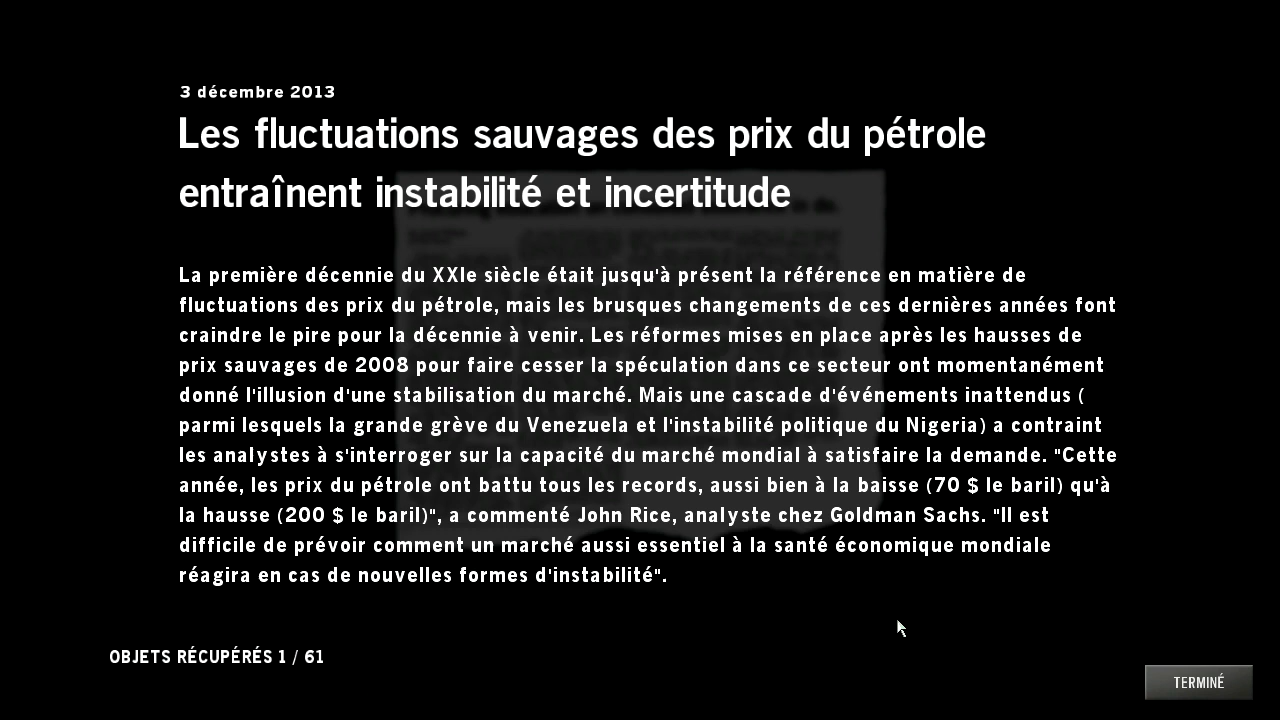 3 décembre 2013
Les fluctuations sauvages des prix du pétrole
entraînent instabilité et incertitude
La première décennie du XXIe siècle était jusqu'à présent la référence en matière de
fluctuations des prix du pétrole, mais les brusques changements de ces dernières années font
craindre le pire pour la décennie à venir. Les réformes mises en place après les hausses de
prix sauvages de 2008 pour faire cesser la spéculation dans ce secteur ont momentanément
donné l'illusion d'une stabilisation du marché. Mais une cascade d'événements inattendus (
parmi lesquels la grande grève du Venezuela et l'instabilité politique du Nigeria) a contraint
les analystes à s'interroger sur la capacité du marché mondial à satisfaire la demande. "Cette
année, les prix du pétrole ont battu tous les records, aussi bien à la baisse (70 $ le baril) qu'à
la hausse (200 $ le baril)", a commenté John Rice, analyste chez Goldman Sachs. "Il est
difficile de prévoir comment un marché aussi essentiel à la santé économique mondiale
réagira en cas de nouvelles formes d'instabilité".
OBJETS RÉCUPÉRÉS 1 / 61
TERMINÉ